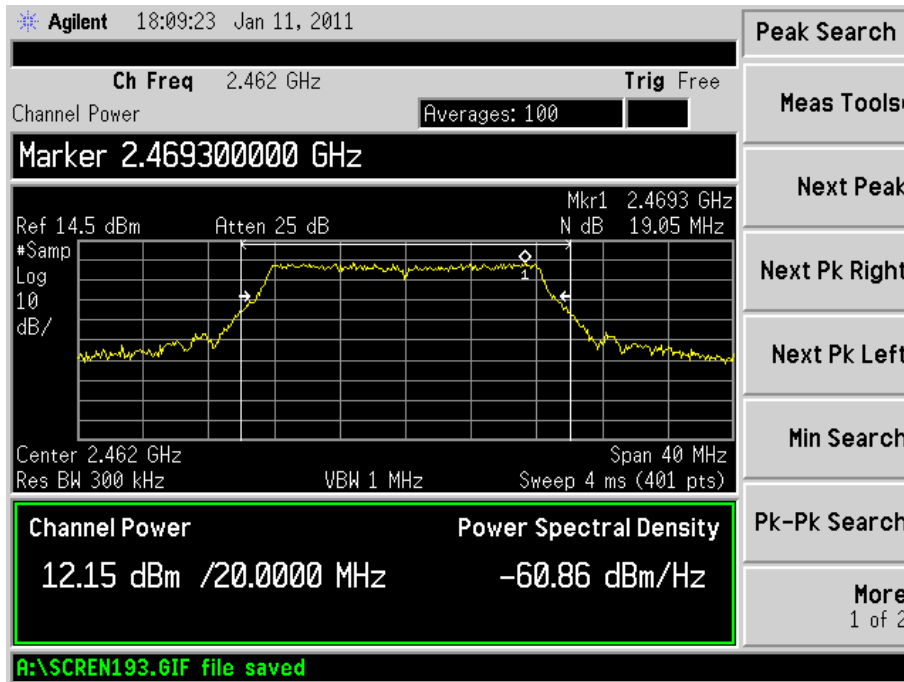 Agilent 18:09:23 Jan 11, 2011
Peak Search
Ch Freq 2.462 GHz Trig Free
Channel Power Averages: 100
Meas Tools
Marker 2.469300000 GHz
Next Peak
Mkr1 2.4693 GHz
Ref 14.5 dBm Atten 25 dB N dB 19.05 MHz
#Samp
Log
10
dB/
1
Next Pk Right
Next Pk Left
Center 2.462 GHz Span 40 MHz
Res BW 300 kHz VBW 1 MHz Sweep 4 ms (401 pts)
Min Search
Channel Power Power Spectral Density
12.15 dBm /20.0000 MHz -60.86 dBm/Hz
Pk-Pk Search
More
1 of 2
A:\SCREN193.GIF file saved